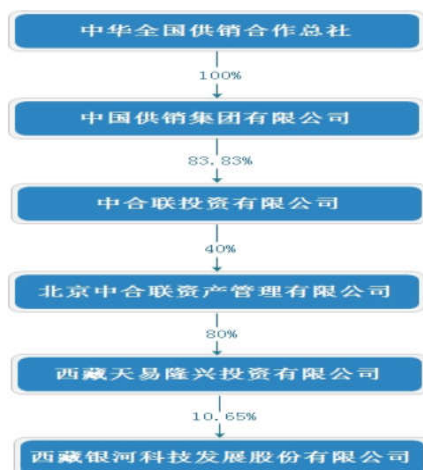 中华全国供销合作总社
100%
中国供销集团有限公司
83.83%
中合联投资有限公司
40%
北京中合联资产管理有限公司
80%
西藏天易隆兴投资有限公司
10.65%
西藏银河科技发展股份有限公司